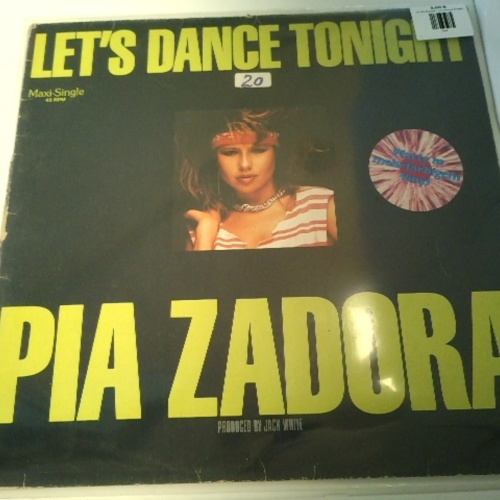 LET'S DANCE TONIGHT
20
Maxi-Single
45 RPM
PIA ZADORA
PRODUCED BY JACK WHITE